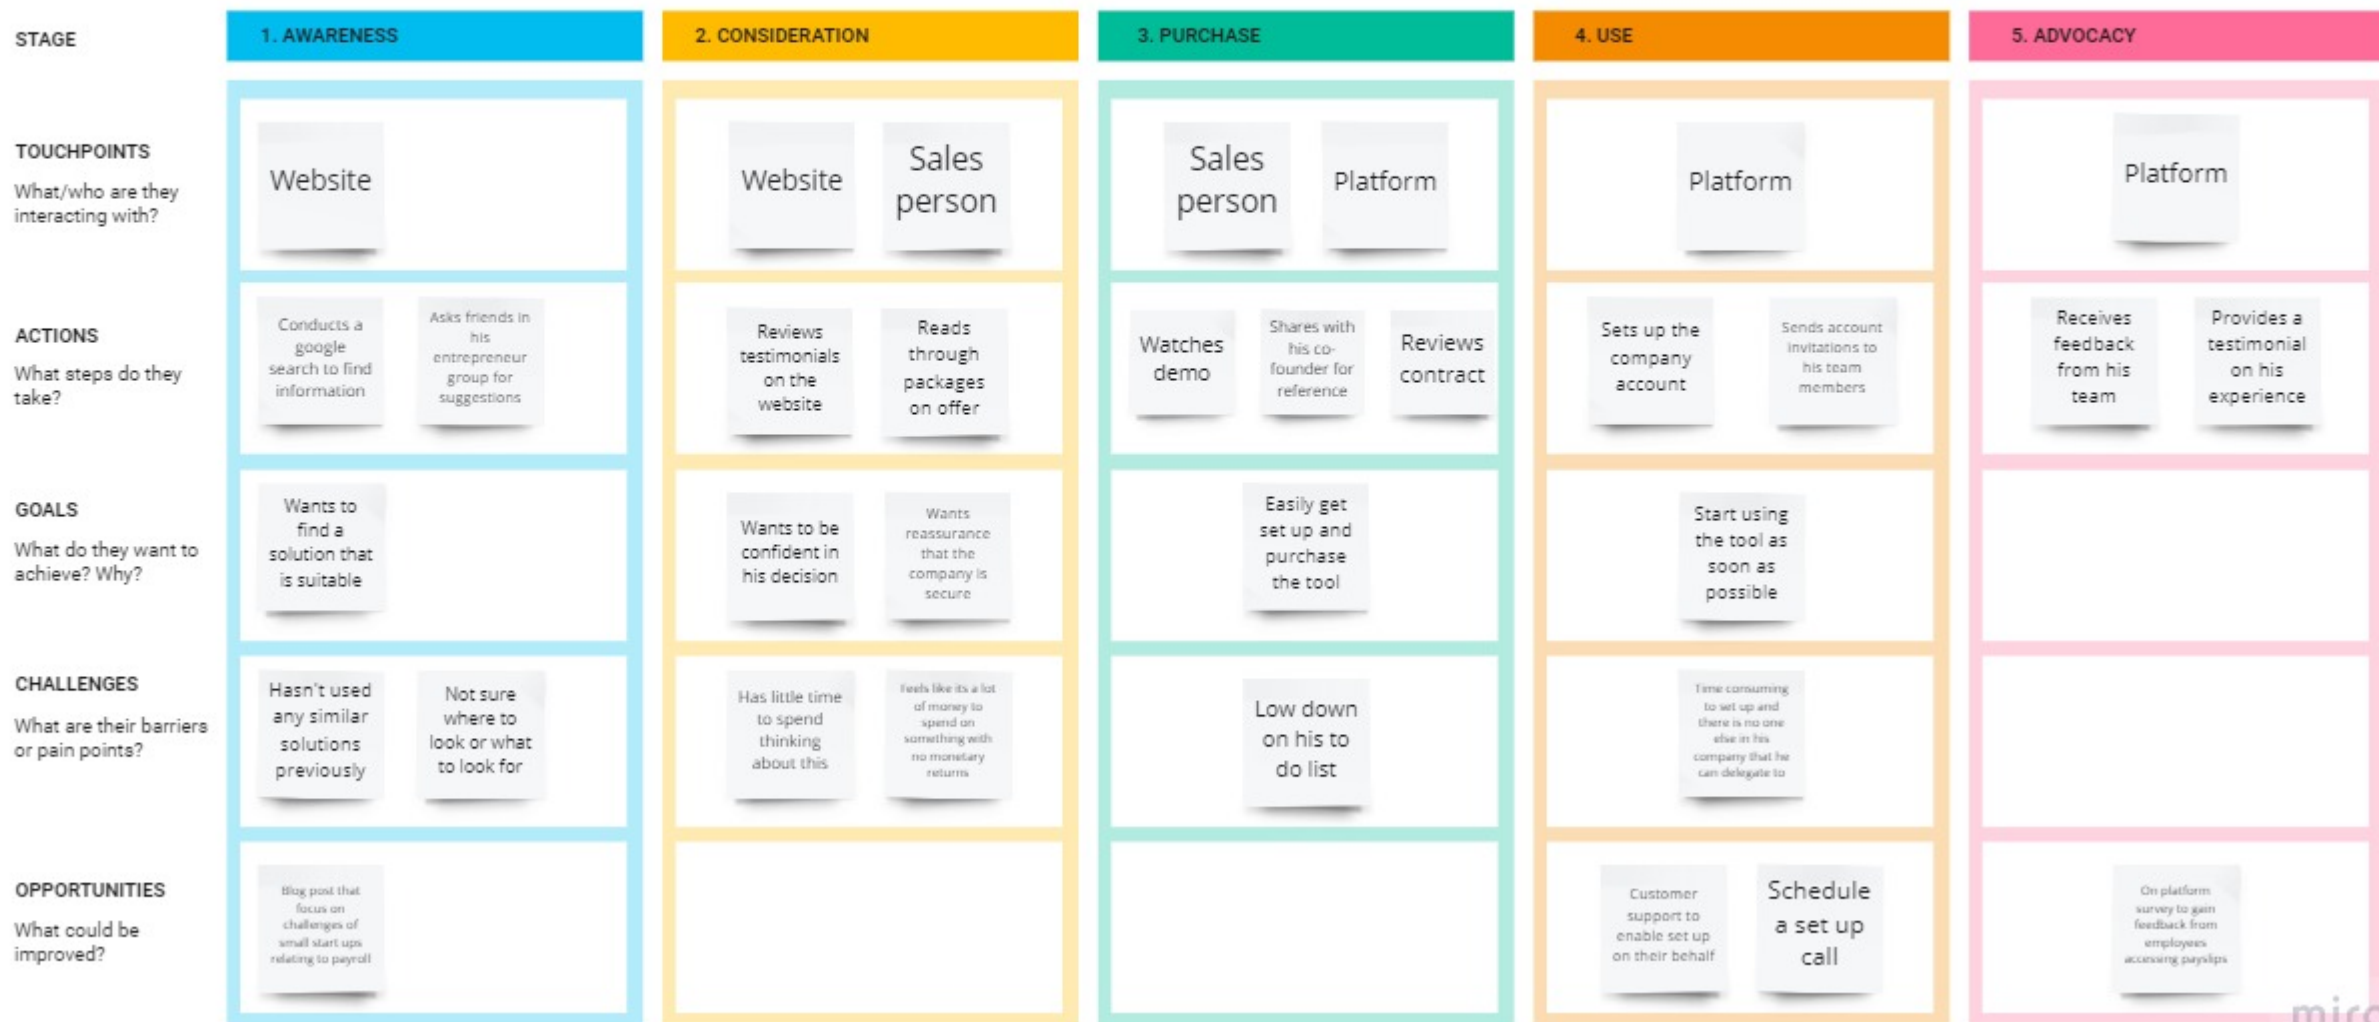 STAGE
1. AWARENESS
2. CONSIDERATION
3. PURCHASE
4. USE
5. ADVOCACY
TOUCHPOINTS
What/who are they
interacting with?
Website
Website
Sales
person
Sales
person
Platform
Platform
Platform
ACTIONS
What steps do they
take?
Conducts a
google
search to find
information
Asks friends in
his
entrepreneur
group for
suggestions
Reviews
testimonials
on the
website
Reads
through
packages
on offer
Watches
demo
Shares with
his co-
founder for
reference
Reviews
contract
Sets up the
company
account
Sends account
invitations to
his team
members
Receives
feedback
from his
team
Provides a
testimonial
on his
experience
GOALS
What do they want to
achieve? Why?
Wants to
find a
solution that
is suitable
Wants to be
confident in
his decision
Wants
reassurance
that the
company is
secure
Easily get
set up and
purchase
the tool
Start using
the tool as
soon as
possible
CHALLENGES
What are their barriers
or pain points?
Hasn't used
any similar
solutions
previously
Not sure
where to
look or what
to look for
Has little time
to spend
thinking
about this
Feels like its a lot
of money to
spend on
something with
no monetary
returns
Low down
on his to
do list
Time consuming
to set up and
there is no one
else in his
company that he
can delegate to
OPPORTUNITIES
What could be
improved?
Blog post that
focus on
challenges of
small start ups
relating to payroll
Customer
support to
enable set up
on their behalf
Schedule
a set up
call
On platform
survey to gain
feedback from
employees
accessing payslips